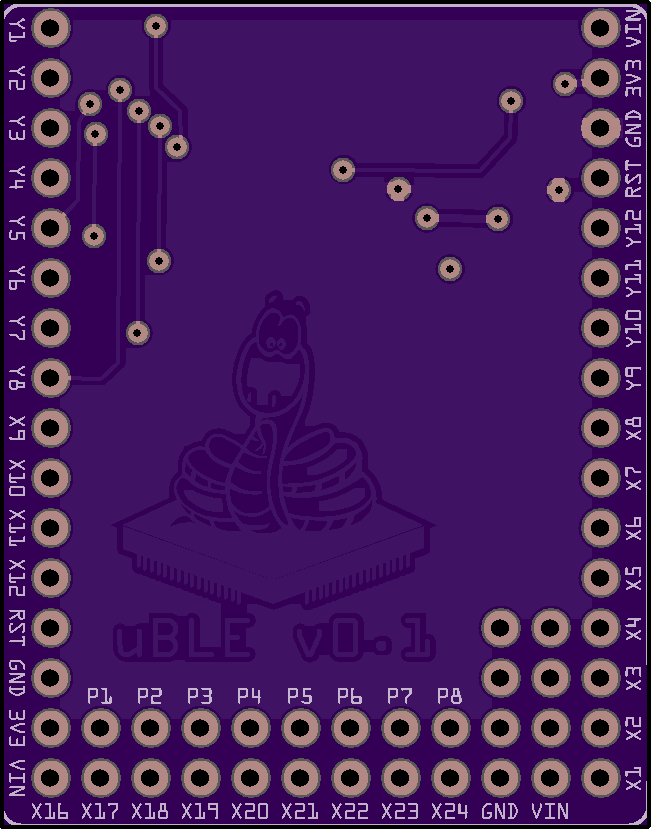 Y1
Y2
Y3
Y4
Y5
Y6
Y7
Y8
X9
X10
X11
X12
RST
GND
3V3
VIN
VIN
3V3
GND
RST
Y12
Y11
Y10
Y9
X8
X7
X6
X5
X4
X3
X2
X1
uBLE v0.1
P1 P2 P3 P4 P5 P6 P7 P8
X16 X17 X18 X19 X20 X21 X22 X23 X24 GND VIN